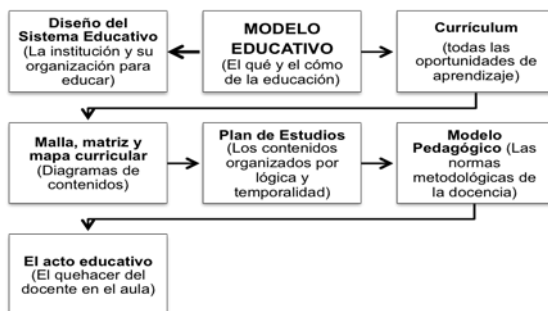 Diseño del
Sistema Educativo
(La institución y su
organización para
educar)
MODELO
EDUCATIVO
(El qué y el cómo
de la educación)
Currículum
(todas las
oportunidades de
aprendizaje)
Malla, matriz y
mapa curricular
(Diagramas de
contenidos)
Plan de Estudios
(Los contenidos
organizados por
lógica y
temporalidad)
Modelo
Pedagógico (Las
normas
metodológicas de
la docencia)
El acto educativo
(El quehacer del
docente en el aula)